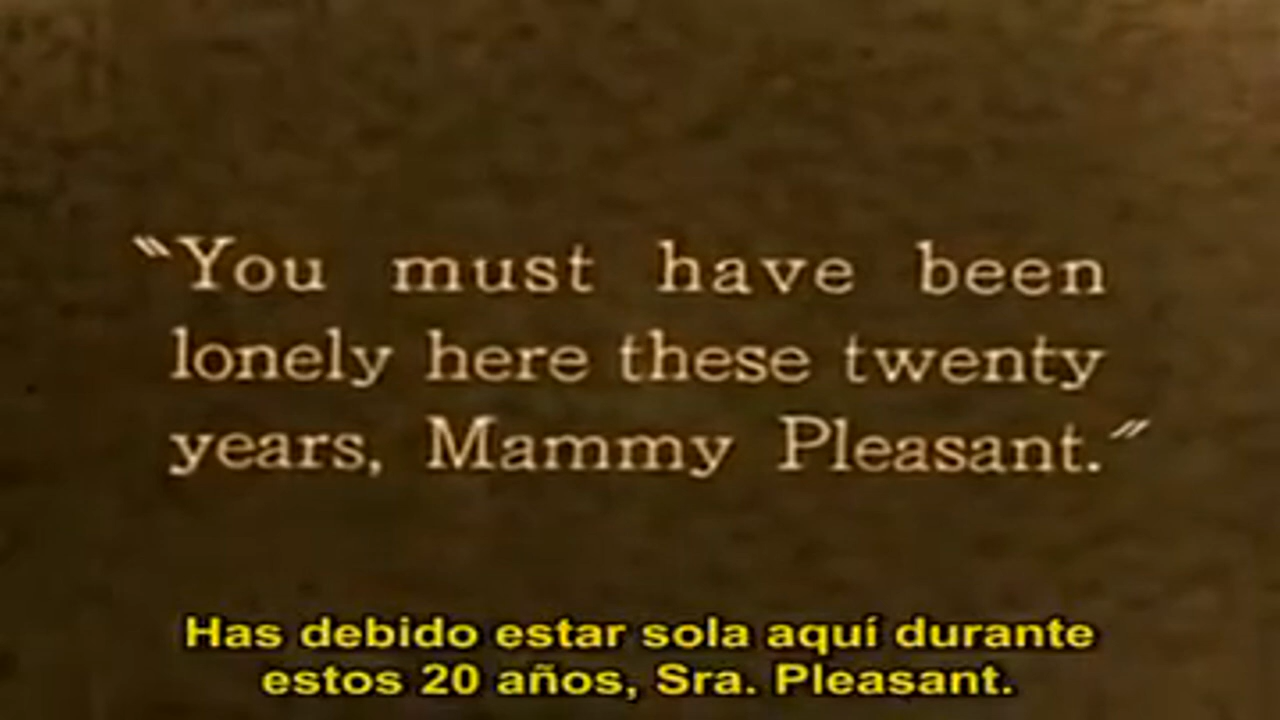 "You must have been
lonely here these twenty
years, Mammy Pleasant."
Has debido estar sola aquí durante
estos 20 años, Sra. Pleasant.